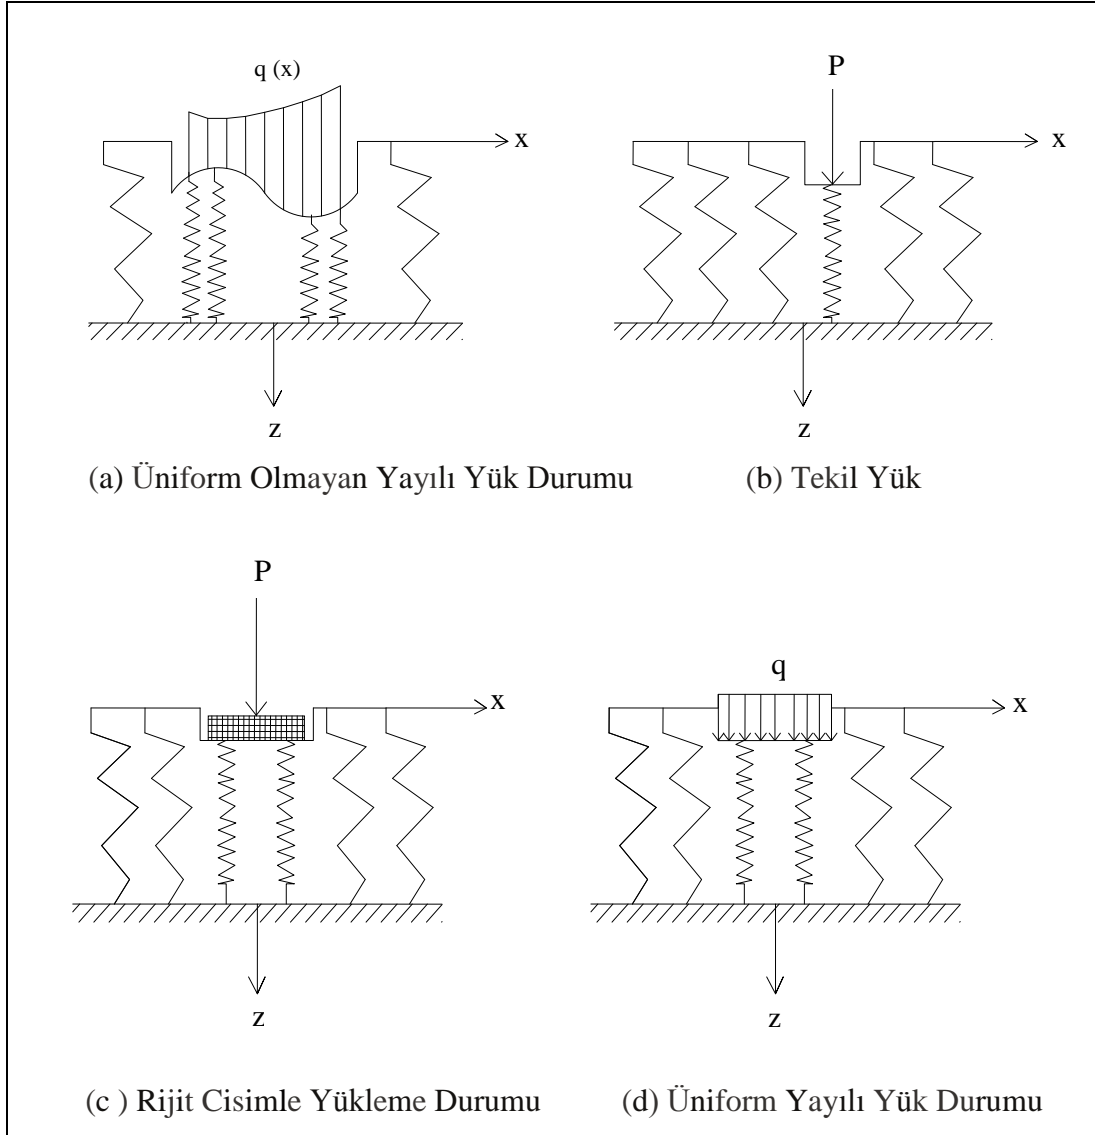 q (x)
x
z
(a) Üniform Olmayan Yayılı Yük Durumu
P
x
z
(b) Tekil Yük
P
x
z
(c ) Rijit Cisimle Yükleme Durumu
q
x
z
(d) Üniform Yayılı Yük Durumu